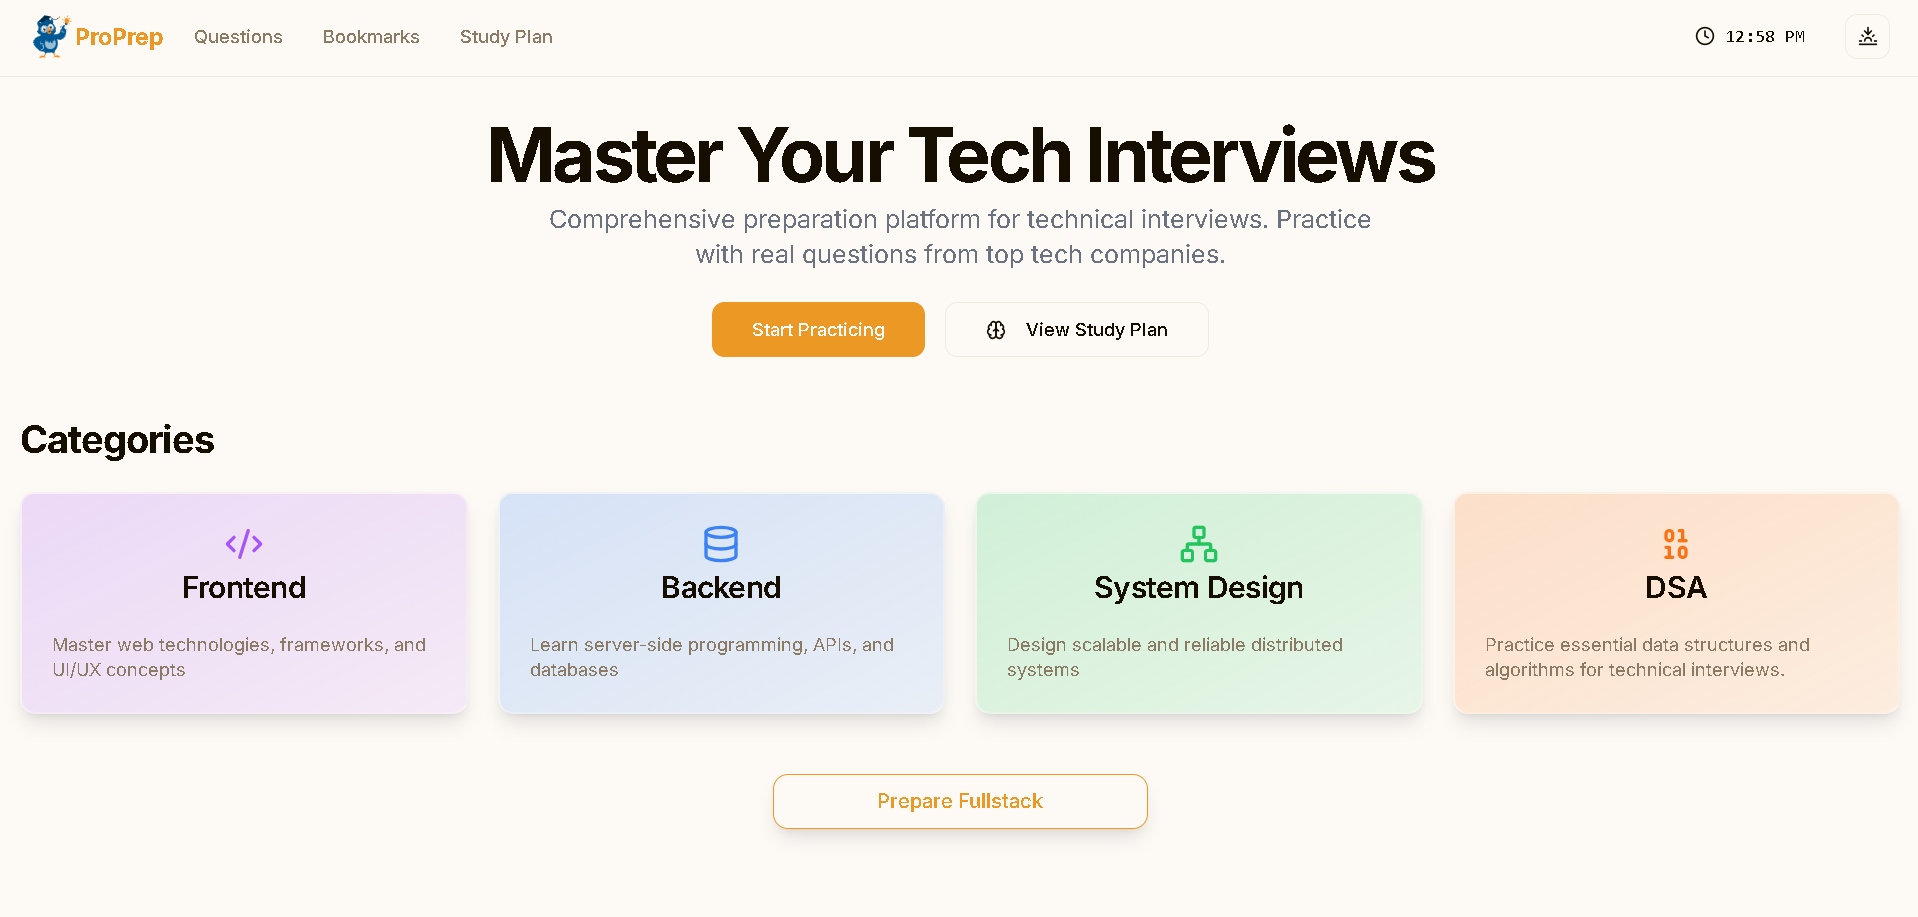 ProPrep
Questions
Bookmarks
Study Plan
12:58 PM
Master Your Tech Interviews
Comprehensive preparation platform for technical interviews. Practice
with real questions from top tech companies.
Start Practicing
View Study Plan
Categories
Frontend
Master web technologies, frameworks, and
UI/UX concepts
Backend
Learn server-side programming, APIs, and
databases
System Design
Design scalable and reliable distributed
systems
01
10
DSA
Practice essential data structures and
algorithms for technical interviews.
Prepare Fullstack